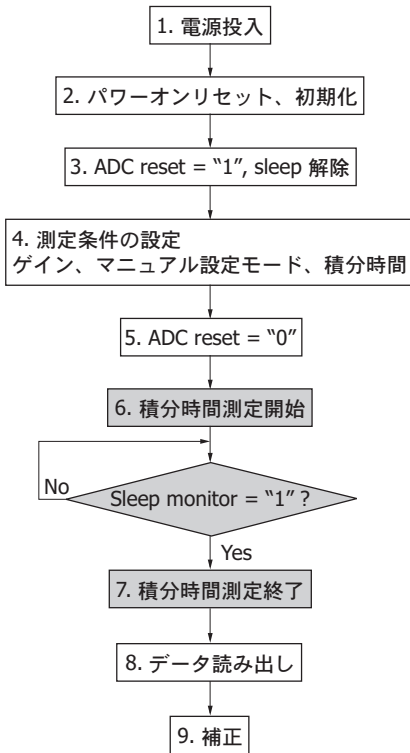 1. 電源投入
2. パワーオンリセット、初期化
3. ADC reset = “1”, sleep 解除
4. 測定条件の設定
ゲイン、マニュアル設定モード、積分時間
5. ADC reset = “0”
6. 積分時間測定開始
No
Sleep monitor = “1” ?
Yes
7. 積分時間測定終了
8. データ読み出し
9. 補正